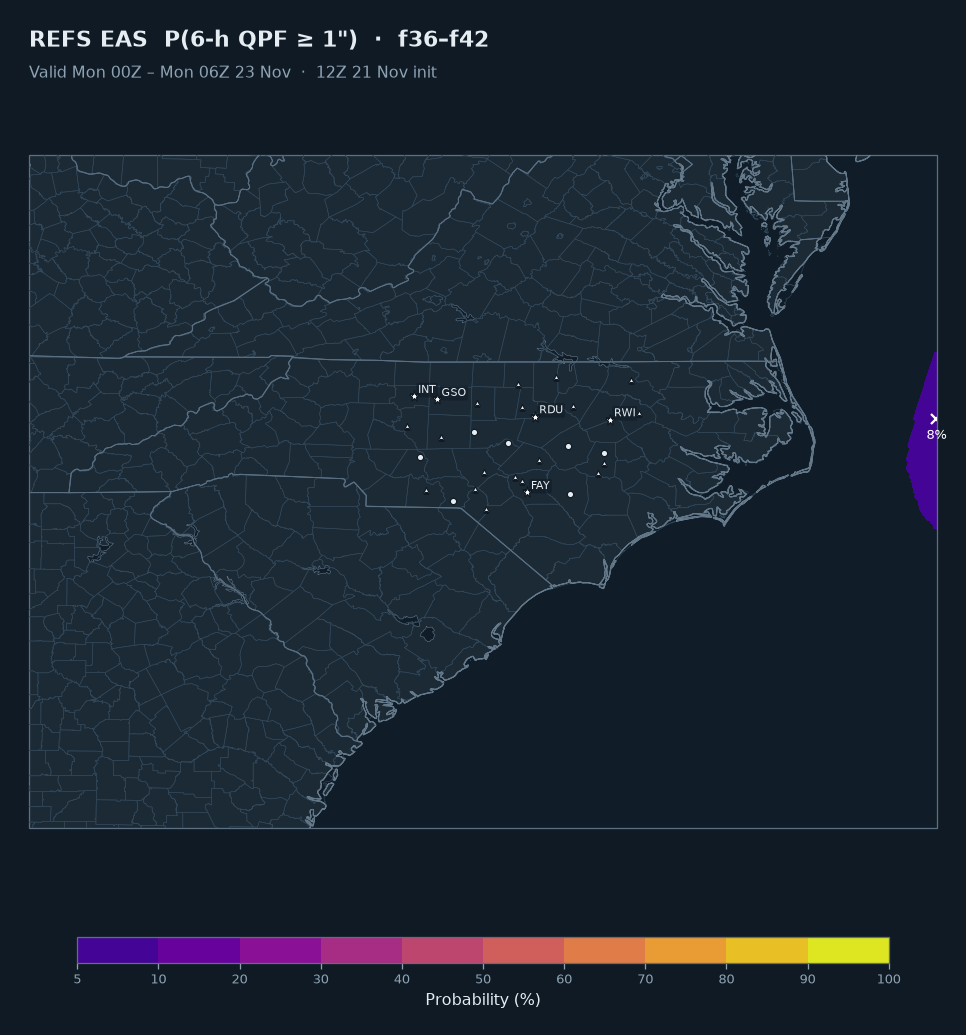 REFS EAS  P(6-h QPF ≥ 1")  ·  f36–f42
Valid Mon 00Z – Mon 06Z 23 Nov  ·  12Z 21 Nov init
INT GSO
RDU RWI
8%
FAY
5 10 20 30 40 50 60 70 80 90 100
Probability (%)